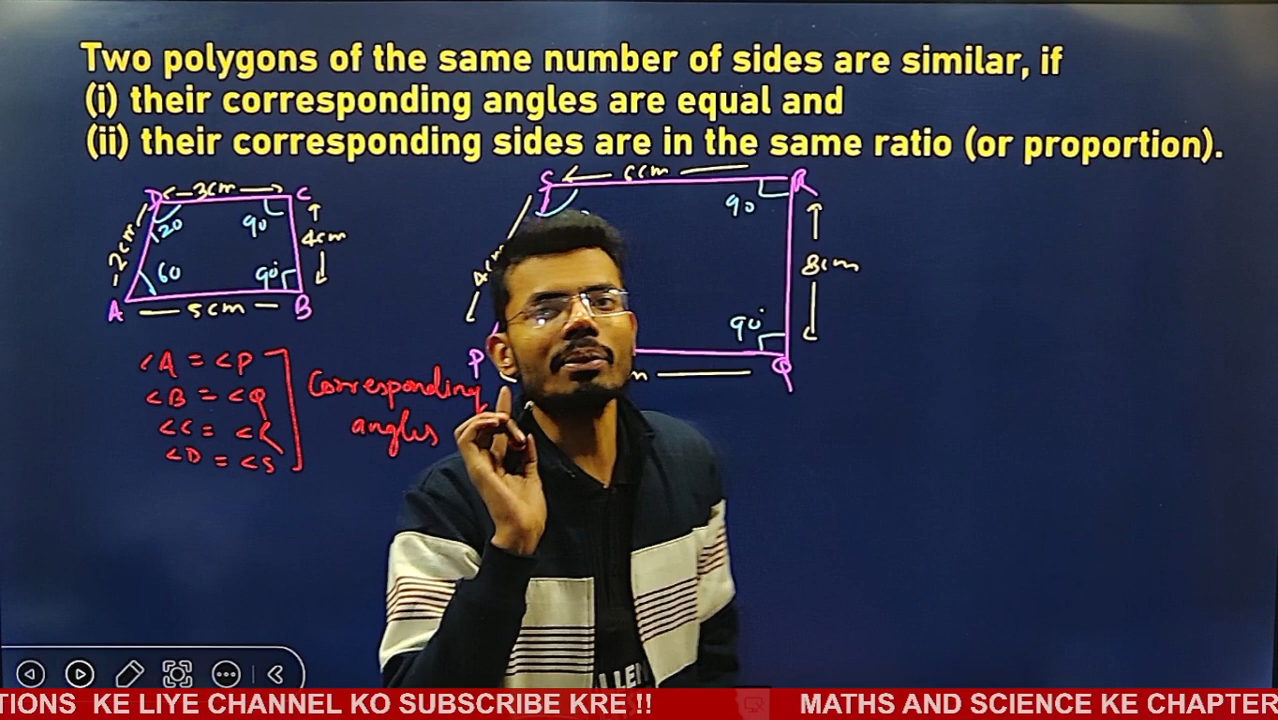 Two polygons of the same number of sides are similar, if
(i) their corresponding angles are equal and
(ii) their corresponding sides are in the same ratio (or proportion).
D 3cm C
S 6cm R
120 90
90
2cm 4cm
4cm 8cm
60 90°
90°
A 5cm B
P Q
<A = <P
<B = <Q
<C = <R
<D = <S
Corresponding
angles
TIONS KE LIYE CHANNEL KO SUBSCRIBE KRE !! MATHS AND SCIENCE KE CHAPTER